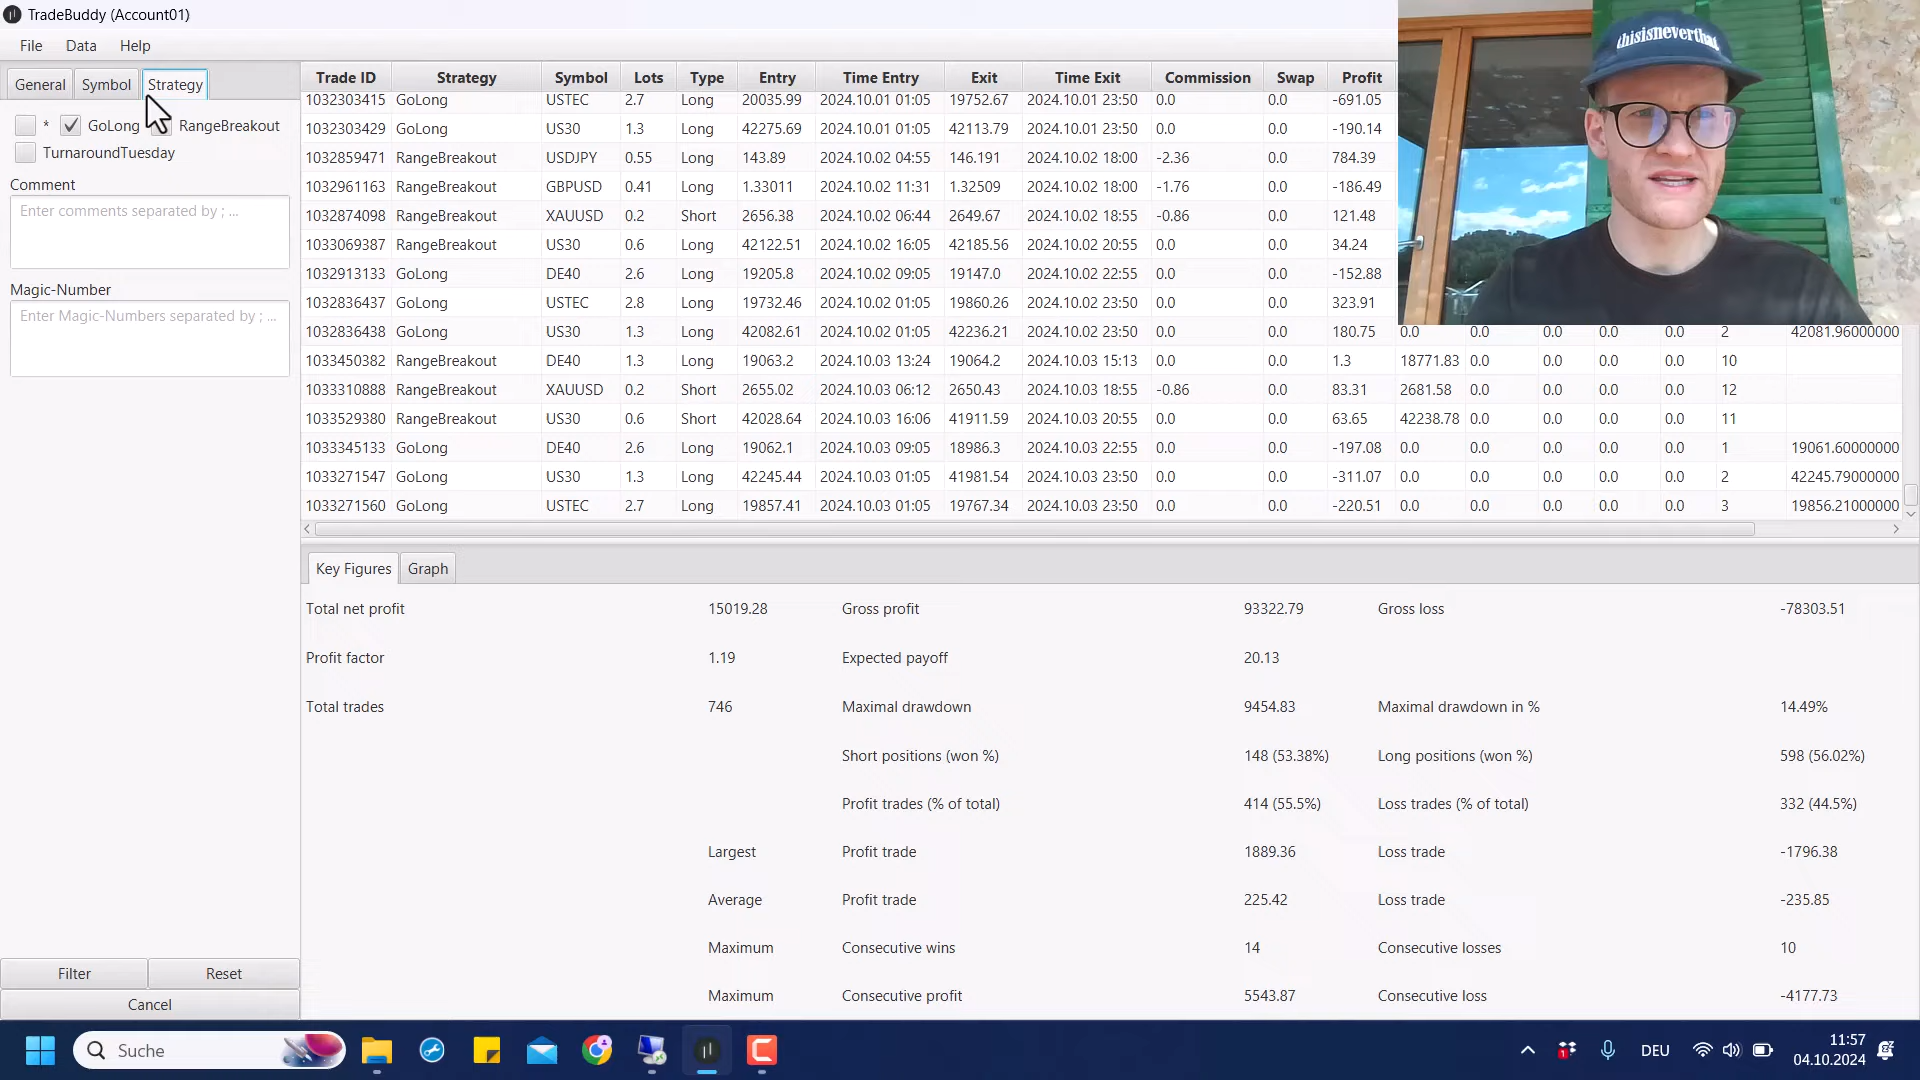 TradeBuddy (Account01)
File Data Help
General Symbol Strategy
* GoLong RangeBreakout
TurnaroundTuesday
Comment
Enter comments separated by ; ...
Magic-Number
Enter Magic-Numbers separated by ; ...
Filter Reset
Cancel
Trade ID Strategy Symbol Lots Type Entry Time Entry Exit Time Exit Commission Swap Profit
1032303415 GoLong USTEC 2.7 Long 20035.99 2024.10.01 01:05 19752.67 2024.10.01 23:50 0.0 0.0 -691.05
1032303429 GoLong US30 1.3 Long 42275.69 2024.10.01 01:05 42113.79 2024.10.01 23:50 0.0 0.0 -190.14
1032859471 RangeBreakout USDJPY 0.55 Long 143.89 2024.10.02 04:55 146.191 2024.10.02 18:00 -2.36 0.0 784.39
1032961163 RangeBreakout GBPUSD 0.41 Long 1.33011 2024.10.02 11:31 1.32509 2024.10.02 18:00 -1.76 0.0 -186.49
1032874098 RangeBreakout XAUUSD 0.2 Short 2656.38 2024.10.02 06:44 2649.67 2024.10.02 18:55 -0.86 0.0 121.48
1033069387 RangeBreakout US30 0.6 Long 42122.51 2024.10.02 16:05 42185.56 2024.10.02 20:55 0.0 0.0 34.24
1032913133 GoLong DE40 2.6 Long 19205.8 2024.10.02 09:05 19147.0 2024.10.02 22:55 0.0 0.0 -152.88
1032836437 GoLong USTEC 2.8 Long 19732.46 2024.10.02 01:05 19860.26 2024.10.02 23:50 0.0 0.0 323.91
1032836438 GoLong US30 1.3 Long 42082.61 2024.10.02 01:05 42236.21 2024.10.02 23:50 0.0 0.0 180.75 0.0 0.0 0.0 0.0 0.0 2 42081.96000000
1033450382 RangeBreakout DE40 1.3 Long 19063.2 2024.10.03 13:24 19064.2 2024.10.03 15:13 0.0 0.0 1.3 18771.83 0.0 0.0 0.0 0.0 10
1033310888 RangeBreakout XAUUSD 0.2 Short 2655.02 2024.10.03 06:12 2650.43 2024.10.03 18:55 -0.86 0.0 83.31 2681.58 0.0 0.0 0.0 0.0 12
1033529380 RangeBreakout US30 0.6 Short 42028.64 2024.10.03 16:06 41911.59 2024.10.03 20:55 0.0 0.0 63.65 42238.78 0.0 0.0 0.0 0.0 11
1033345133 GoLong DE40 2.6 Long 19062.1 2024.10.03 09:05 18986.3 2024.10.03 22:55 0.0 0.0 -197.08 0.0 0.0 0.0 0.0 0.0 1 19061.60000000
1033271547 GoLong US30 1.3 Long 42245.44 2024.10.03 01:05 41981.54 2024.10.03 23:50 0.0 0.0 -311.07 0.0 0.0 0.0 0.0 0.0 2 42245.79000000
1033271560 GoLong USTEC 2.7 Long 19857.41 2024.10.03 01:05 19767.34 2024.10.03 23:50 0.0 0.0 -220.51 0.0 0.0 0.0 0.0 0.0 3 19856.21000000
thisisneverthat
Key Figures Graph
Total net profit 15019.28 Gross profit 93322.79 Gross loss -78303.51
Profit factor 1.19 Expected payoff 20.13
Total trades 746 Maximal drawdown 9454.83 Maximal drawdown in % 14.49%
Short positions (won %) 148 (53.38%) Long positions (won %) 598 (56.02%)
Profit trades (% of total) 414 (55.5%) Loss trades (% of total) 332 (44.5%)
Largest Profit trade 1889.36 Loss trade -1796.38
Average Profit trade 225.42 Loss trade -235.85
Maximum Consecutive wins 14 Consecutive losses 10
Maximum Consecutive profit 5543.87 Consecutive loss -4177.73
Suche
DEU
11:57
04.10.2024